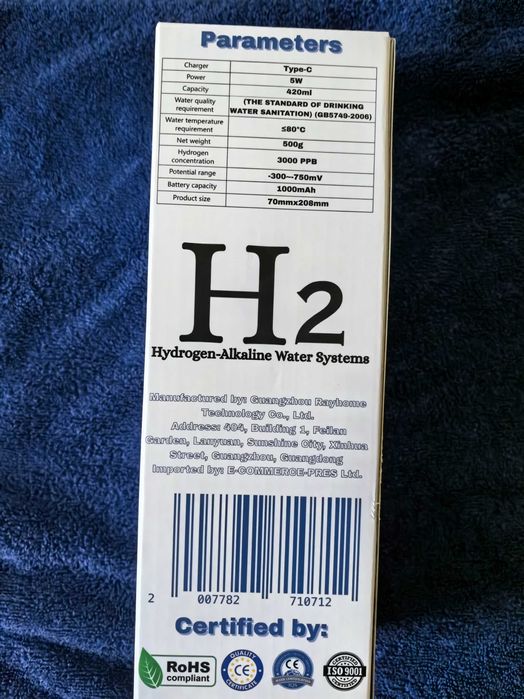 Parameters
Charger Type-C
Power 5W
Capacity 420ml
Water quality requirement (THE STANDARD OF DRINKING WATER SANITATION) (GB5749-2006)
Water temperature requirement ≤80°C
Net weight 500g
Hydrogen concentration 3000 PPB
Potential range -300~-750mV
Battery capacity 1000mAh
Product size 70mmx208mm
H2
Hydrogen-Alkaline Water Systems
Manufactured by: Guangzhou Rayhome
Technology Co., Ltd.
Address: 404, Building 1, Feilan
Garden, Lanyuan, Sunshine City, Xinhua
Street, Guangzhou, Guangdong
Imported by: E-COMMERCE-PRES Ltd.
2 007782 710712
Certified by:
RoHS
compliant
QUALITY
CE
CE
CERTIFIED
ISO 9001